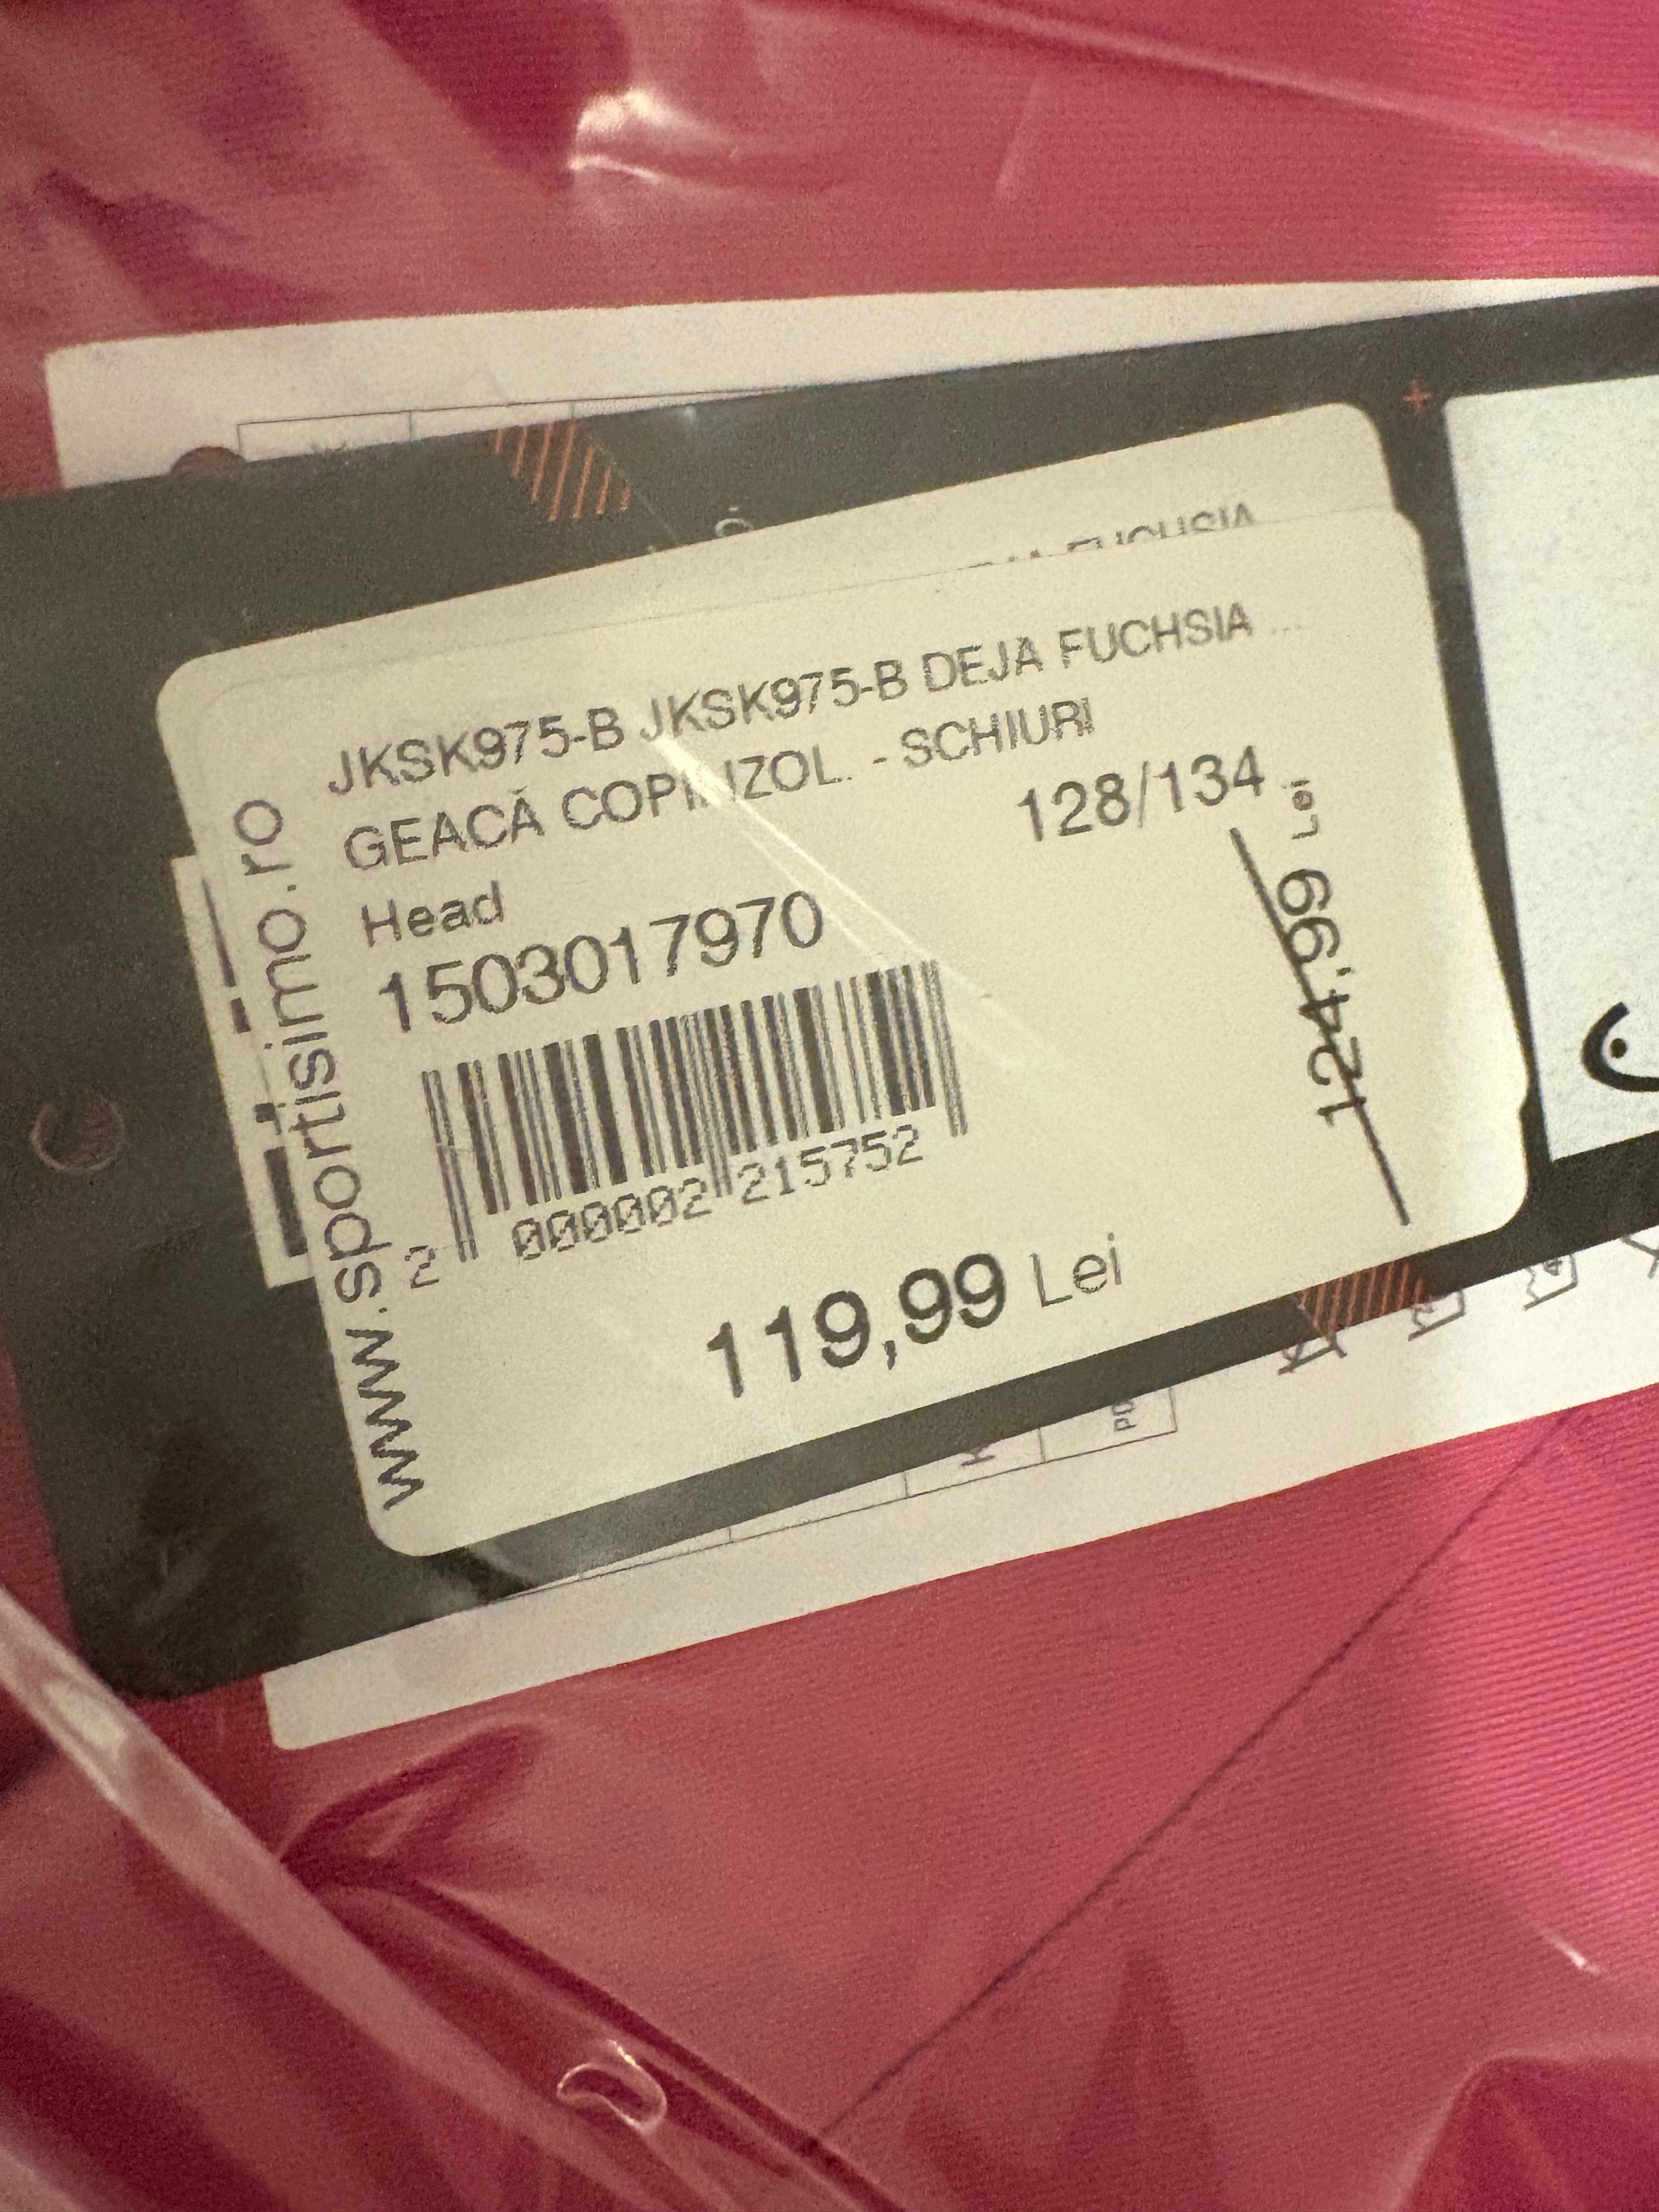 FUCHSIA
JKSK975-B JKSK975-B DEJA FUCHSIA ...
GEACĂ COPII IZOL. - SCHIURI
128/134
Head
1503017970
2 000002 215752
124.99 Lei
119,99 Lei
www.sportisimo.ro